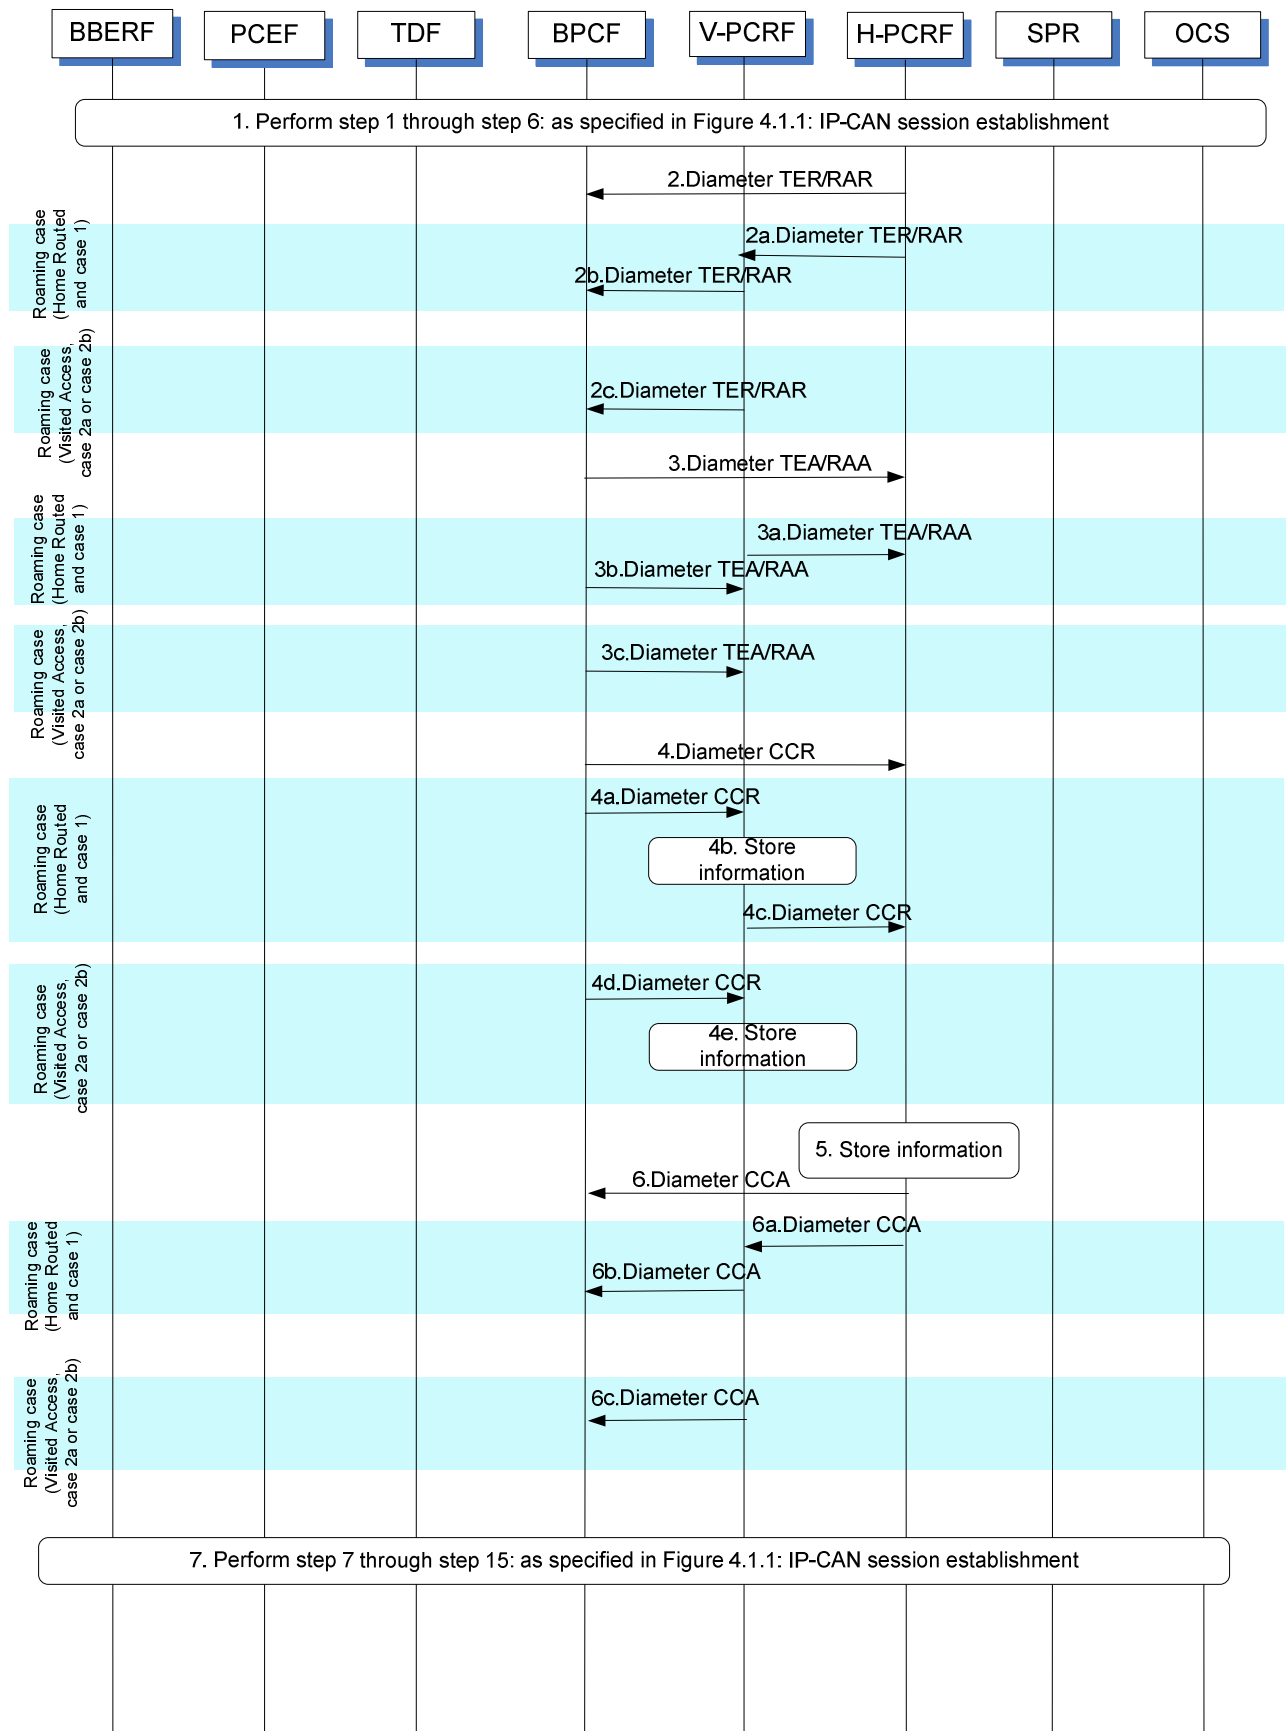 BBERF
PCEF
TDF
BPCF
V-PCRF
H-PCRF
SPR
OCS
1. Perform step 1 through step 6: as specified in Figure 4.1.1: IP-CAN session establishment
2.Diameter TER/RAR
Roaming case
(Home Routed
and case 1)
2a.Diameter TER/RAR
2b.Diameter TER/RAR
Roaming case
(Visited Access,
case 2a or case 2b)
2c.Diameter TER/RAR
3.Diameter TEA/RAA
Roaming case
(Home Routed
and case 1)
3a.Diameter TEA/RAA
3b.Diameter TEA/RAA
Roaming case
(Visited Access,
case 2a or case 2b)
3c.Diameter TEA/RAA
4.Diameter CCR
Roaming case
(Home Routed
and case 1)
4a.Diameter CCR
4b. Store
information
4c.Diameter CCR
Roaming case
(Visited Access,
case 2a or case 2b)
4d.Diameter CCR
4e. Store
information
5. Store information
6.Diameter CCA
Roaming case
(Home Routed
and case 1)
6a.Diameter CCA
6b.Diameter CCA
Roaming case
(Visited Access,
case 2a or case 2b)
6c.Diameter CCA
7. Perform step 7 through step 15: as specified in Figure 4.1.1: IP-CAN session establishment